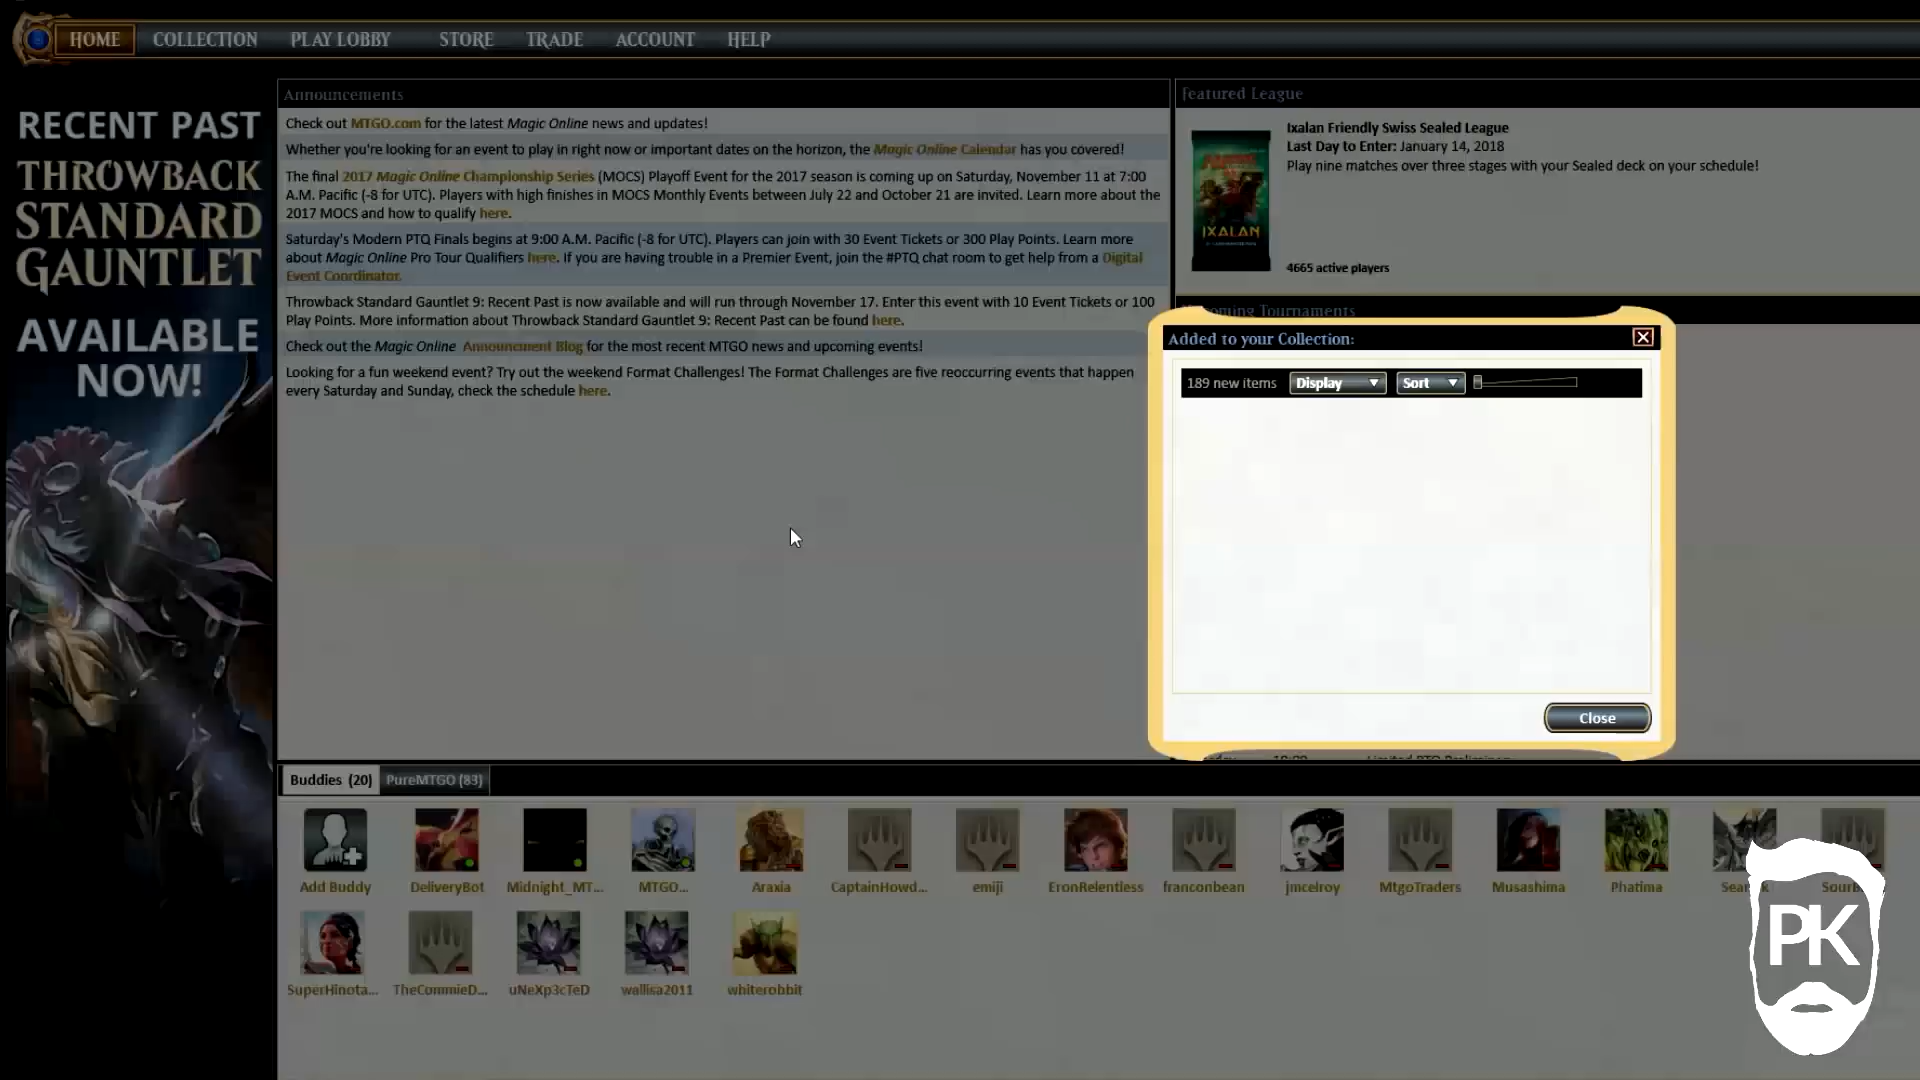 HOME COLLECTION PLAY LOBBY STORE TRADE ACCOUNT HELP
RECENT PAST
THROWBACK
STANDARD
GAUNTLET
AVAILABLE
NOW!
Announcements
Check out MTGO.com for the latest Magic Online news and updates!
Whether you're looking for an event to play in right now or important dates on the horizon, the Magic Online Calendar has you covered!
The final 2017 Magic Online Championship Series (MOCS) Playoff Event for the 2017 season is coming up on Saturday, November 11 at 7:00
A.M. Pacific (-8 for UTC). Players with high finishes in MOCS Monthly Events between July 22 and October 21 are invited. Learn more about the
2017 MOCS and how to qualify here.
Saturday's Modern PTQ Finals begins at 9:00 A.M. Pacific (-8 for UTC). Players can join with 30 Event Tickets or 300 Play Points. Learn more
about Magic Online Pro Tour Qualifiers here. If you are having trouble in a Premier Event, join the #PTQ chat room to get help from a Digital
Event Coordinator.
Throwback Standard Gauntlet 9: Recent Past is now available and will run through November 17. Enter this event with 10 Event Tickets or 100
Play Points. More information about Throwback Standard Gauntlet 9: Recent Past can be found here.
Check out the Magic Online Announcment Blog for the most recent MTGO news and upcoming events!
Looking for a fun weekend event? Try out the weekend Format Challenges! The Format Challenges are five reoccurring events that happen
every Saturday and Sunday, check the schedule here.
Featured League
IXALAN
Ixalan Friendly Swiss Sealed League
Last Day to Enter: January 14, 2018
Play nine matches over three stages with your Sealed deck on your schedule!
4665 active players
Tournaments
Added to your Collection:
189 new items Display Sort
Close
Buddies (20) PureMTGO (83)
Add Buddy DeliveryBot Midnight_MT... MTGO... Araxia CaptainHowd... emiji EronRelentless franconbean jmcelroy MtgoTraders Musashima Phatima
SuperHinota... TheCommieD... uNeXp3cTeD wallisa2011 whiterabbit
PK